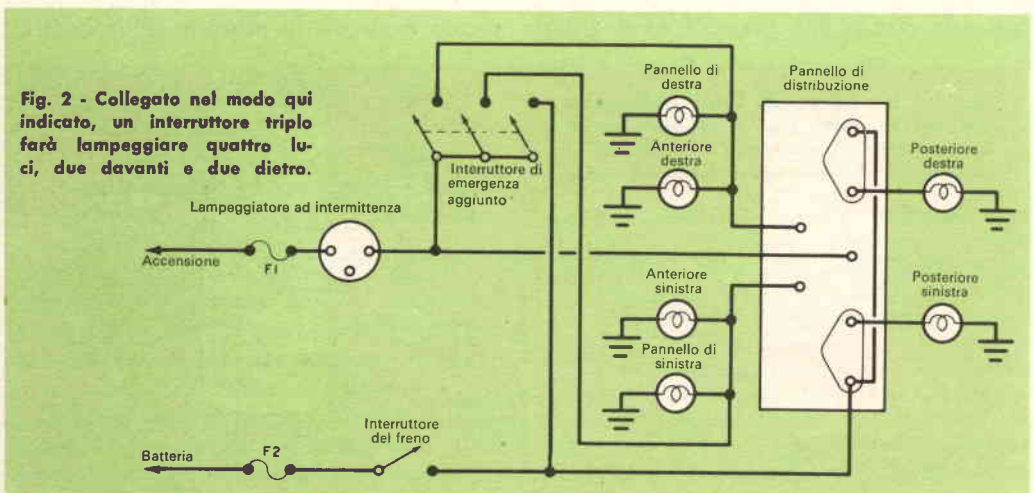 Fig. 2 - Collegato nel modo qui
indicato, un interruttore triplo
farà lampeggiare quattro lu-
ci, due davanti e due dietro.
Pannello di
destra
Pannello di
distribuzione
Anteriore
destra
Posteriore
destra
Interruttore di
emergenza
aggiunto
Lampeggiatore ad intermittenza
Accensione
F1
Anteriore
sinistra
Posteriore
sinistra
Pannello di
sinistra
Interruttore
del freno
Batteria
F2